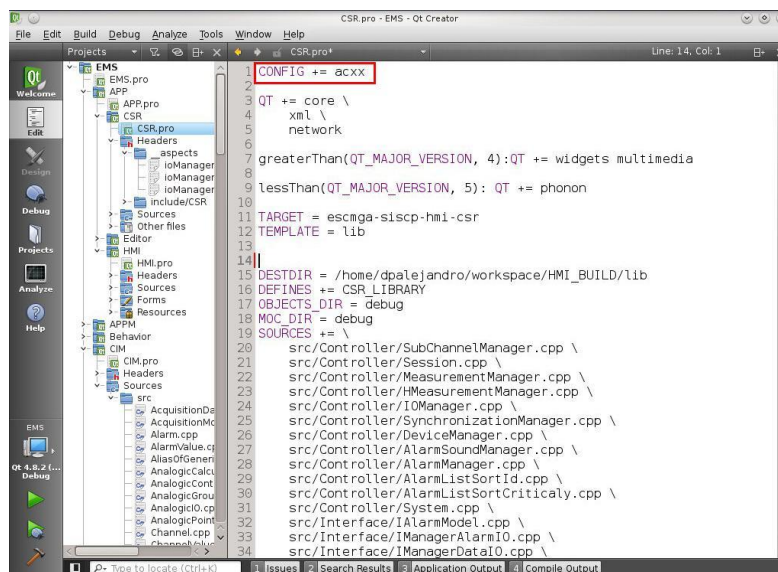 CSR.pro - EMS - Qt Creator
File Edit Build Debug Analyze Tools Window Help
Projects
CSR.pro*
Line: 14, Col: 1
Welcome
Edit
Design
Debug
Projects
Analyze
Help
EMS
Qt 4.8.2 (...
Debug
EMS
EMS.pro
APP
APP.pro
CSR
CSR.pro
Headers
__aspects
ioManager
ioManager
ioManager
include/CSR
Sources
Other files
Editor
HMI
HMI.pro
Headers
Sources
Forms
Resources
APPM
Behavior
CIM
CIM.pro
Headers
Sources
src
AcquisitionDa
AcquisitionMo
Alarm.cpp
AlarmValue.cp
AliasOfGeneri
AnalogicCalcu
AnalogicCont
AnalogicGrou
AnalogicIO.cp
AnalogicPoint
Channel.cpp
ChannelValue
1 CONFIG += acxx
2
3 QT += core \
4 xml \
5 network
6
7 greaterThan(QT_MAJOR_VERSION, 4):QT += widgets multimedia
8
9 lessThan(QT_MAJOR_VERSION, 5): QT += phonon
10
11 TARGET = escmga-siscp-hmi-csr
12 TEMPLATE = lib
13
14
15 DESTDIR = /home/dpalejandro/workspace/HMI_BUILD/lib
16 DEFINES += CSR_LIBRARY
17 OBJECTS_DIR = debug
18 MOC_DIR = debug
19 SOURCES += \
20 src/Controller/SubChannelManager.cpp \
21 src/Controller/Session.cpp \
22 src/Controller/MeasurementManager.cpp \
23 src/Controller/HMeasurementManager.cpp \
24 src/Controller/IOManager.cpp \
25 src/Controller/SynchronizationManager.cpp \
26 src/Controller/DeviceManager.cpp \
27 src/Controller/AlarmSoundManager.cpp \
28 src/Controller/AlarmManager.cpp \
29 src/Controller/AlarmListSortId.cpp \
30 src/Controller/AlarmListSortCriticaly.cpp \
31 src/Controller/System.cpp \
32 src/Interface/IAlarmModel.cpp \
33 src/Interface/IManagerAlarmIO.cpp \
34 src/Interface/IManagerDataIO.cpp \
Type to locate (Ctrl+K)
1 Issues 2 Search Results 3 Application Output 4 Compile Output